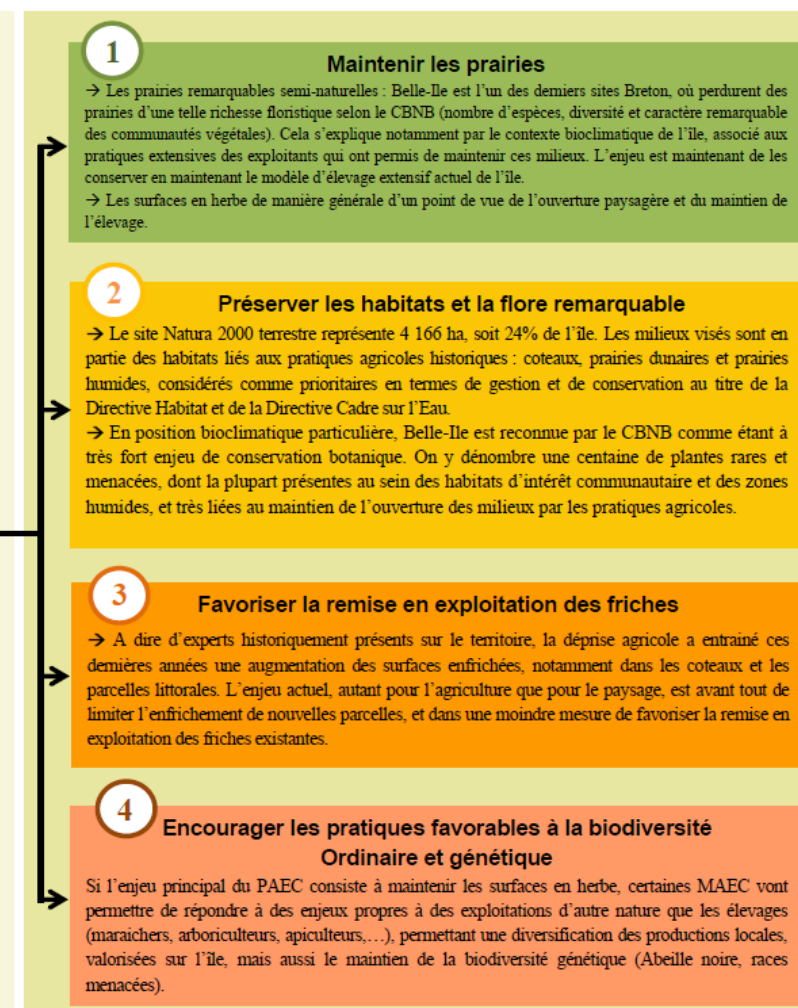 1
Maintenir les prairies
→ Les prairies remarquables semi-naturelles : Belle-Ile est l’un des derniers sites Breton, où perdurent des
prairies d’une telle richesse floristique selon le CBNB (nombre d’espèces, diversité et caractère remarquable
des communautés végétales). Cela s’explique notamment par le contexte bioclimatique de l’île, associé aux
pratiques extensives des exploitants qui ont permis de maintenir ces milieux. L’enjeu est maintenant de les
conserver en maintenant le modèle d’élevage extensif actuel de l’île.
→ Les surfaces en herbe de manière générale d’un point de vue de l’ouverture paysagère et du maintien de
l’élevage.
2
Préserver les habitats et la flore remarquable
→ Le site Natura 2000 terrestre représente 4 166 ha, soit 24% de l’île. Les milieux visés sont en
partie des habitats liés aux pratiques agricoles historiques : coteaux, prairies dunaires et prairies
humides, considérés comme prioritaires en termes de gestion et de conservation au titre de la
Directive Habitat et de la Directive Cadre sur l’Eau.
→ En position bioclimatique particulière, Belle-Ile est reconnue par le CBNB comme étant à
très fort enjeu de conservation botanique. On y dénombre une centaine de plantes rares et
menacées, dont la plupart présentes au sein des habitats d’intérêt communautaire et des zones
humides, et très liées au maintien de l’ouverture des milieux par les pratiques agricoles.
3
Favoriser la remise en exploitation des friches
→ A dire d’experts historiquement présents sur le territoire, la déprise agricole a entrainé ces
dernières années une augmentation des surfaces enfrichées, notamment dans les coteaux et les
parcelles littorales. L’enjeu actuel, autant pour l’agriculture que pour le paysage, est avant tout de
limiter l’enfrichement de nouvelles parcelles, et dans une moindre mesure de favoriser la remise en
exploitation des friches existantes.
4
Encourager les pratiques favorables à la biodiversité
Ordinaire et génétique
Si l’enjeu principal du PAEC consiste à maintenir les surfaces en herbe, certaines MAEC vont
permettre de répondre à des enjeux propres à des exploitations d’autre nature que les élevages
(maraichers, arboriculteurs, apiculteurs,…), permettant une diversification des productions locales,
valorisées sur l’île, mais aussi le maintien de la biodiversité génétique (Abeille noire, races
menacées).